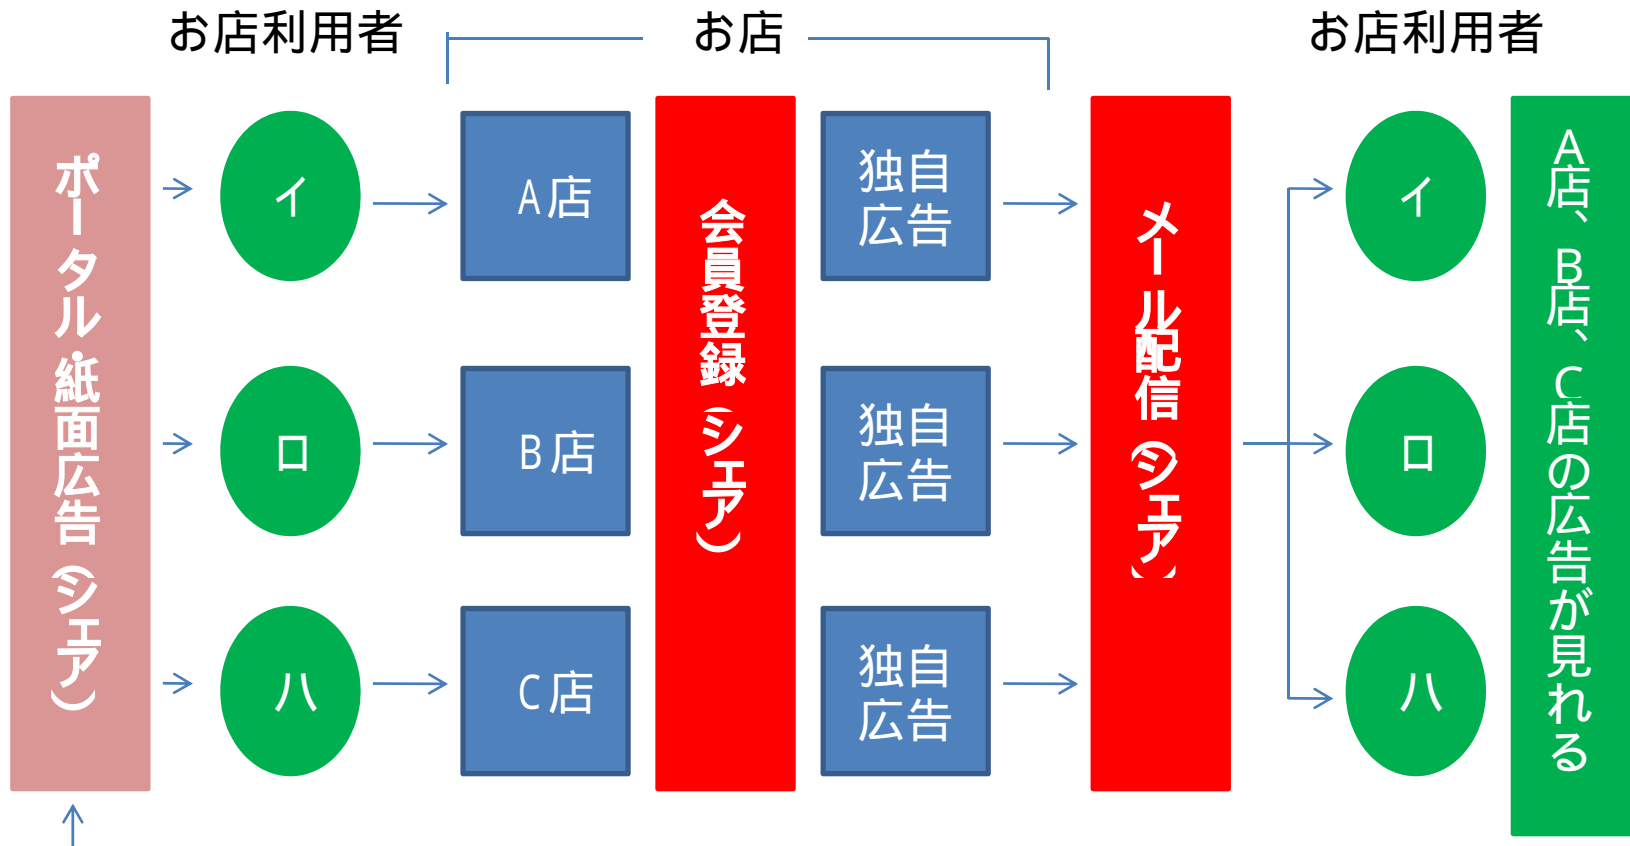 お店利用者
お店
お店利用者
ポータル・紙面広告（シェア）
イ
ロ
ハ
A店
B店
C店
会員登録（シェア）
独自
広告
独自
広告
独自
広告
メール配信（シェア）
イ
ロ
ハ
A店、B店、C店の広告が見れる